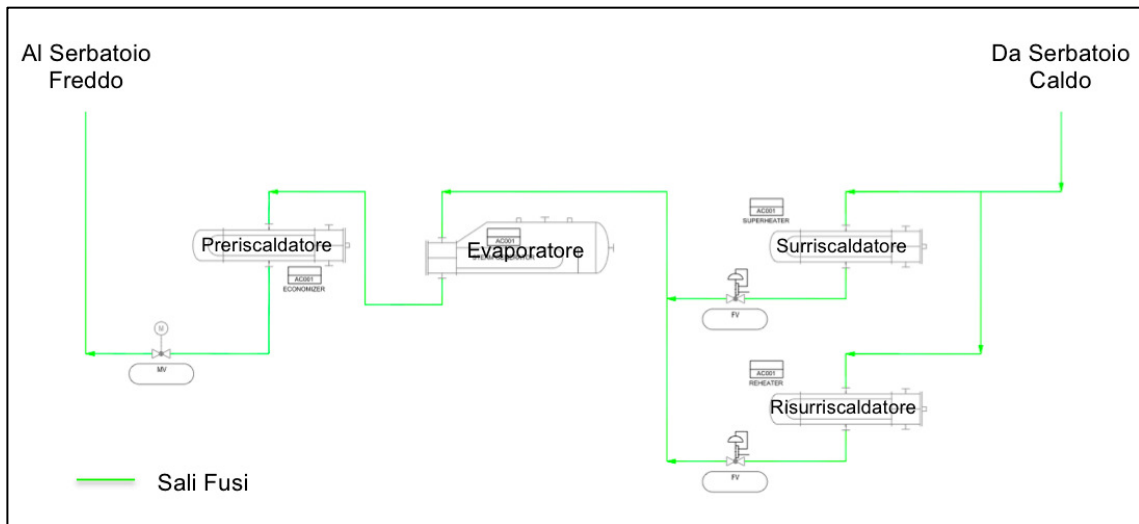 Al Serbatoio
Freddo
Da Serbatoio
Caldo
AC001
SUPERHEATER
Preriscaldatore
AC001
Evaporatore
Surriscaldatore
AC001
ECONOMIZER
FV
M
MV
AC001
REHEATER
Risurriscaldatore
FV
Sali Fusi